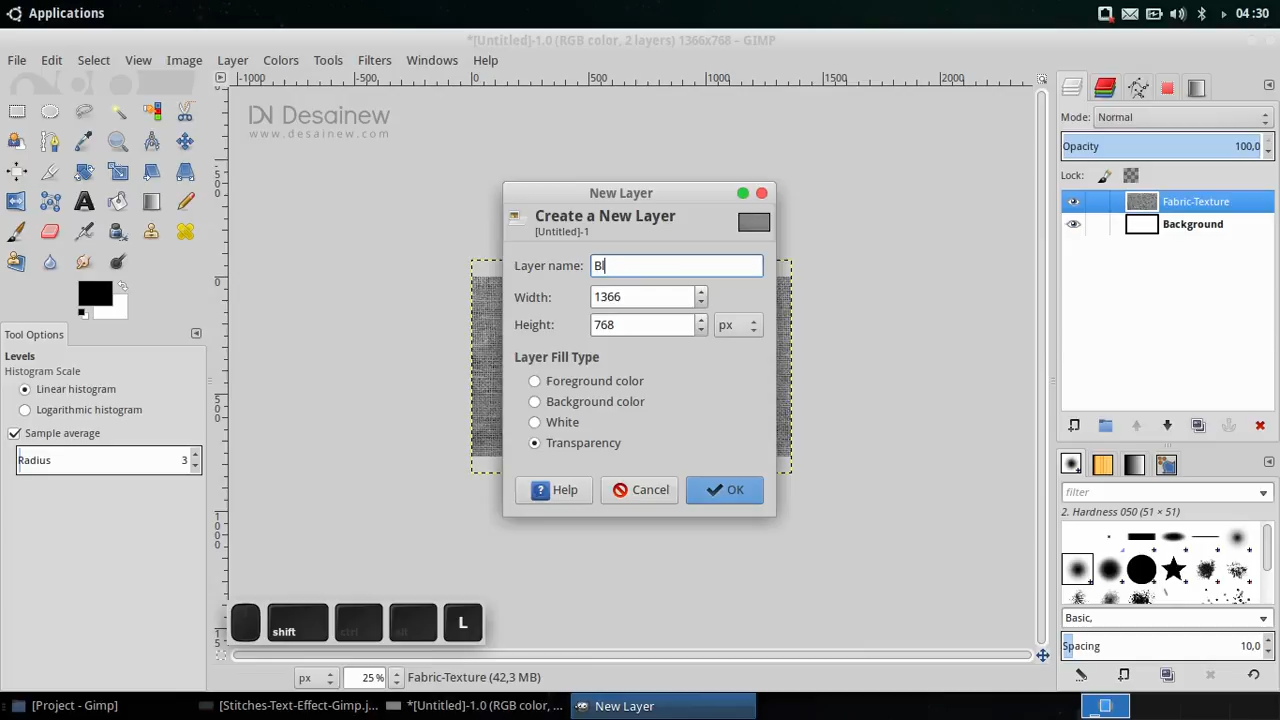 Applications
04:30
*[Untitled]-1.0 (RGB color, 2 layers) 1366x768 – GIMP
File Edit Select View Image Layer Colors Tools Filters Windows Help
-1000 -500 0 500 1000 1500 2000
DN Desainew
www.desainew.com
Mode: Normal
Opacity 100,0
Lock:
Fabric-Texture
Background
New Layer
Create a New Layer
[Untitled]-1
Layer name: Bl
Width: 1366
Height: 768 px
Layer Fill Type
Foreground color
Background color
White
Transparency
Help Cancel OK
Tool Options
Levels
Histogram Scale
Linear histogram
Logarithmic histogram
Sample average
Radius 3
filter
2. Hardness 050 (51 × 51)
Basic,
Spacing 10,0
shift ctrl alt L
px 25 % Fabric-Texture (42,3 MB)
[Project - Gimp] [Stitches-Text-Effect-Gimp.j... *[Untitled]-1.0 (RGB color, ... New Layer